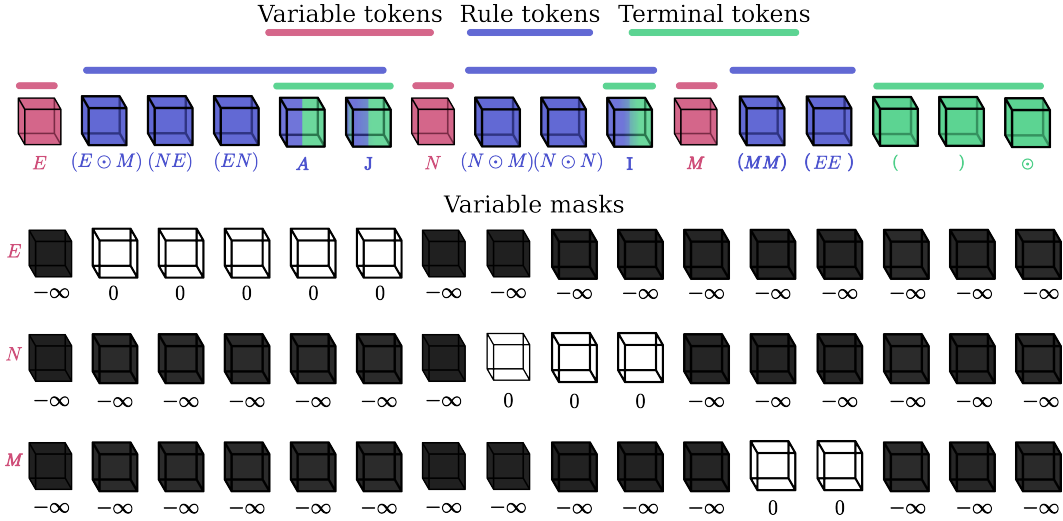 Variable tokens Rule tokens Terminal tokens
E (E ⊙ M) (NE) (EN) A J N (N ⊙ M) (N ⊙ N) I M (MM) (EE ) ( ) ⊙
Variable masks
E
−∞ 0 0 0 0 0 −∞ −∞ −∞ −∞ −∞ −∞ −∞ −∞ −∞ −∞
N
−∞ −∞ −∞ −∞ −∞ −∞ −∞ 0 0 0 −∞ −∞ −∞ −∞ −∞ −∞
M
−∞ −∞ −∞ −∞ −∞ −∞ −∞ −∞ −∞ −∞ −∞ 0 0 −∞ −∞ −∞